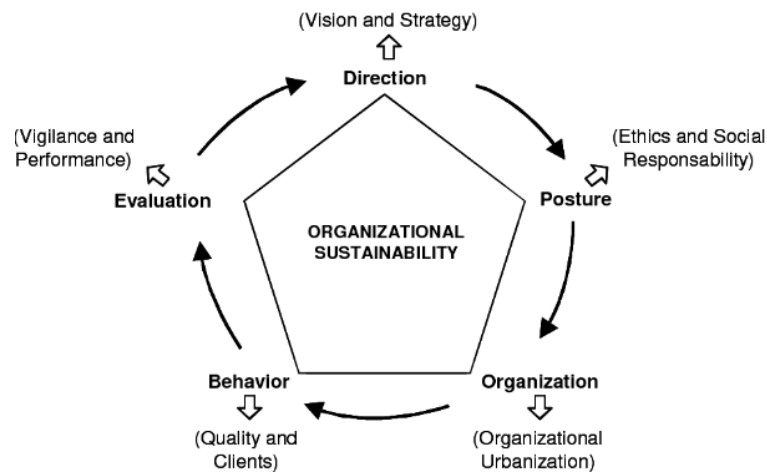 (Vision and Strategy)
Direction
(Vigilance and
Performance)
Evaluation
(Ethics and Social
Responsability)
Posture
ORGANIZATIONAL
SUSTAINABILITY
Behavior
(Quality and
Clients)
Organization
(Organizational
Urbanization)